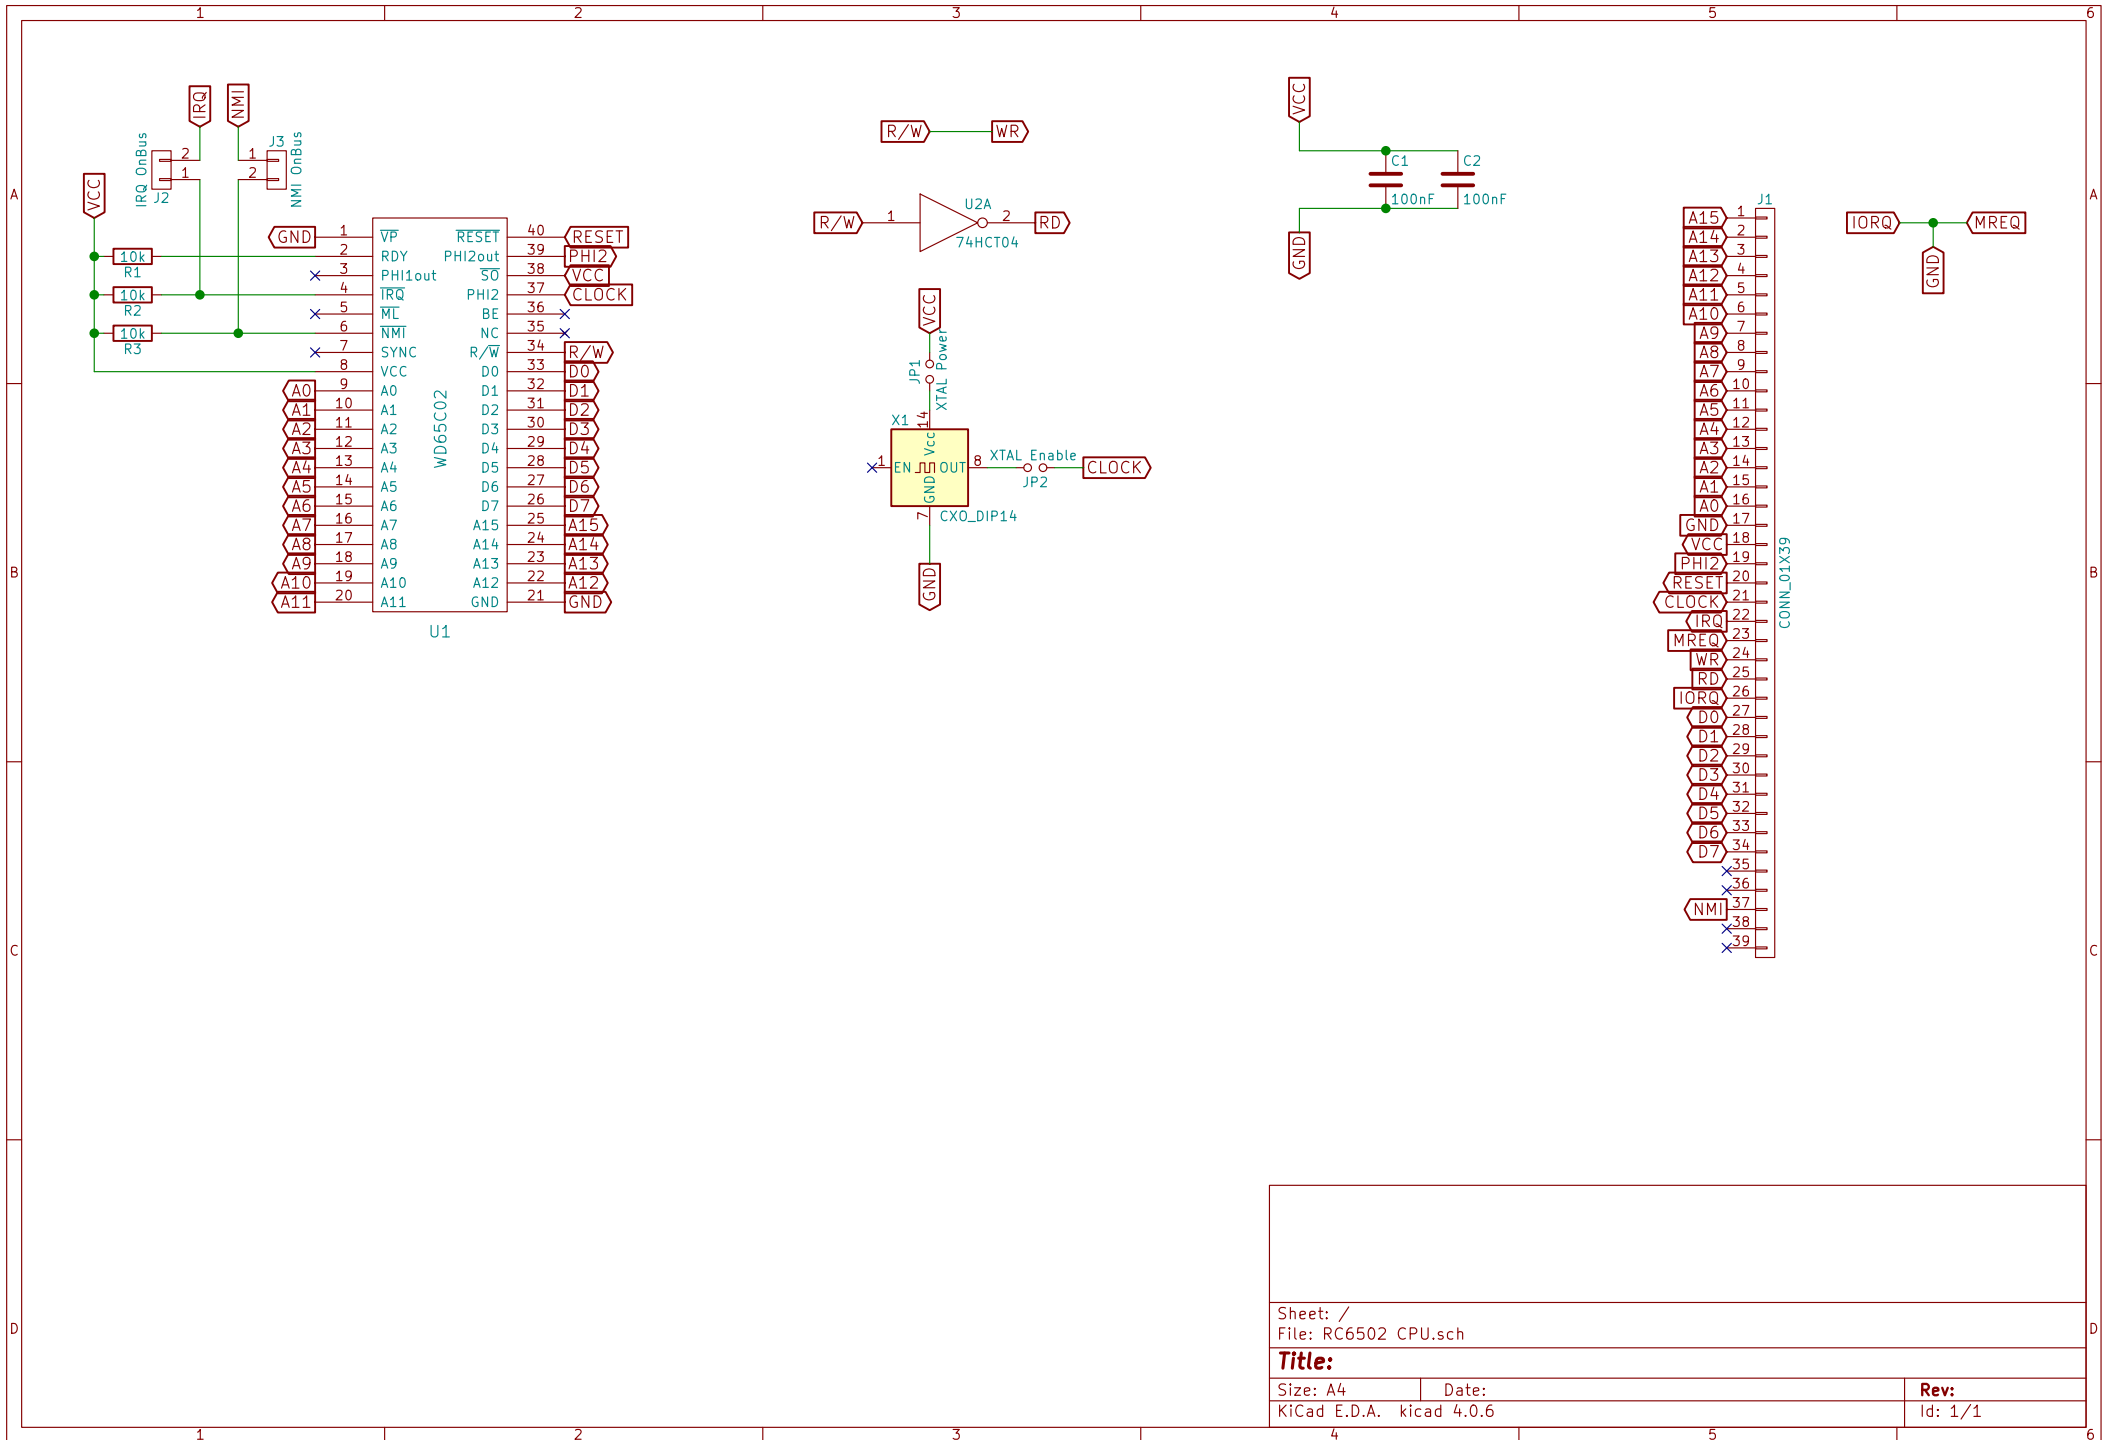 1 2 3 4 5 6
A
B
C
D
IRQ
NMI
VCC
IRQ OnBus
J2
2
1
J3
NMI OnBus
1
2
10k
R1
10k
R2
10k
R3
GND 1 VP RESET 40 RESET
2 RDY PHI2out 39 PHI2
3 PHI1out SO 38 VCC
4 IRQ PHI2 37 CLOCK
5 ML BE 36
6 NMI NC 35
7 SYNC R/W 34 R/W
8 VCC D0 33 D0
A0 9 A0 D1 32 D1
A1 10 A1 D2 31 D2
A2 11 A2 D3 30 D3
A3 12 A3 D4 29 D4
A4 13 A4 D5 28 D5
A5 14 A5 D6 27 D6
A6 15 A6 D7 26 D7
A7 16 A7 A15 25 A15
A8 17 A8 A14 24 A14
A9 18 A9 A13 23 A13
A10 19 A10 A12 22 A12
A11 20 A11 GND 21 GND
WD65C02
U1
R/W WR
R/W 1 U2A 2 RD
74HCT04
VCC
JP1
XTAL Power
14
X1
Vcc
1 EN OUT 8
GND
7
CXO_DIP14
XTAL Enable
JP2
CLOCK
GND
VCC
C1
100nF
C2
100nF
GND
J1
A15 1
A14 2
A13 3
A12 4
A11 5
A10 6
A9 7
A8 8
A7 9
A6 10
A5 11
A4 12
A3 13
A2 14
A1 15
A0 16
GND 17
VCC 18
PHI2 19
RESET 20
CLOCK 21
IRQ 22
MREQ 23
WR 24
RD 25
IORQ 26
D0 27
D1 28
D2 29
D3 30
D4 31
D5 32
D6 33
D7 34
35
36
NMI 37
38
39
CONN_01X39
IORQ MREQ
GND
A
B
C
D
Sheet: /
File: RC6502 CPU.sch
Title:
Size: A4 Date: Rev:
KiCad E.D.A. kicad 4.0.6 Id: 1/1
1 2 3 4 5 6